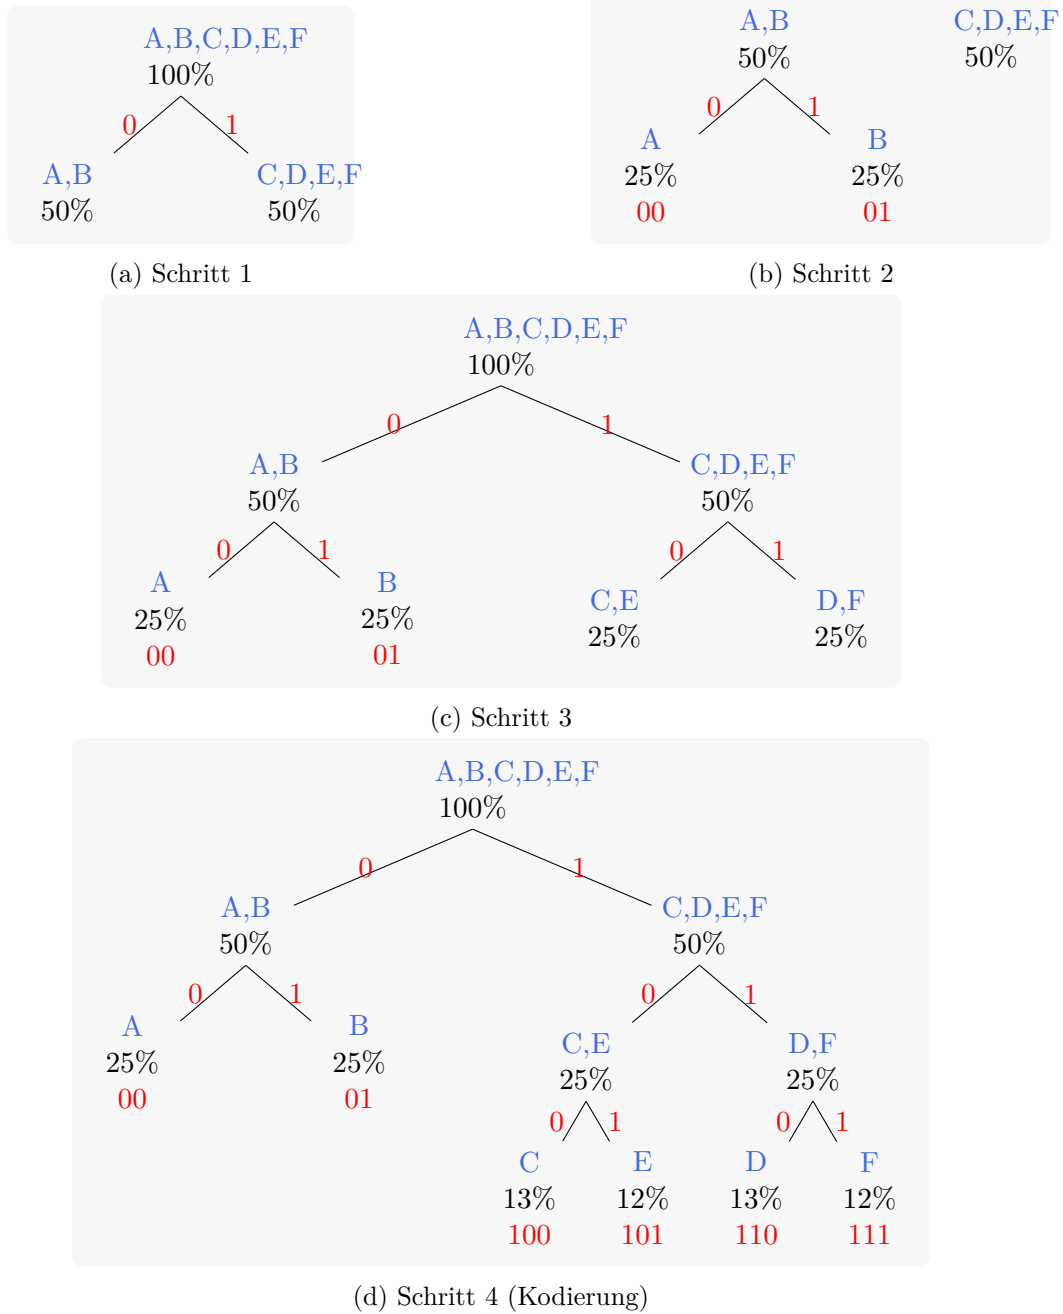 A,B,C,D,E,F
100%
0 1
A,B C,D,E,F
50% 50%
(a) Schritt 1
A,B C,D,E,F
50% 50%
0 1
A B
25% 25%
00 01
(b) Schritt 2
A,B,C,D,E,F
100%
0 1
A,B C,D,E,F
50% 50%
0 1 0 1
A B C,E D,F
25% 25% 25% 25%
00 01
(c) Schritt 3
A,B,C,D,E,F
100%
0 1
A,B C,D,E,F
50% 50%
0 1 0 1
A B C,E D,F
25% 25% 25% 25%
00 01
0 1 0 1
C E D F
13% 12% 13% 12%
100 101 110 111
(d) Schritt 4 (Kodierung)